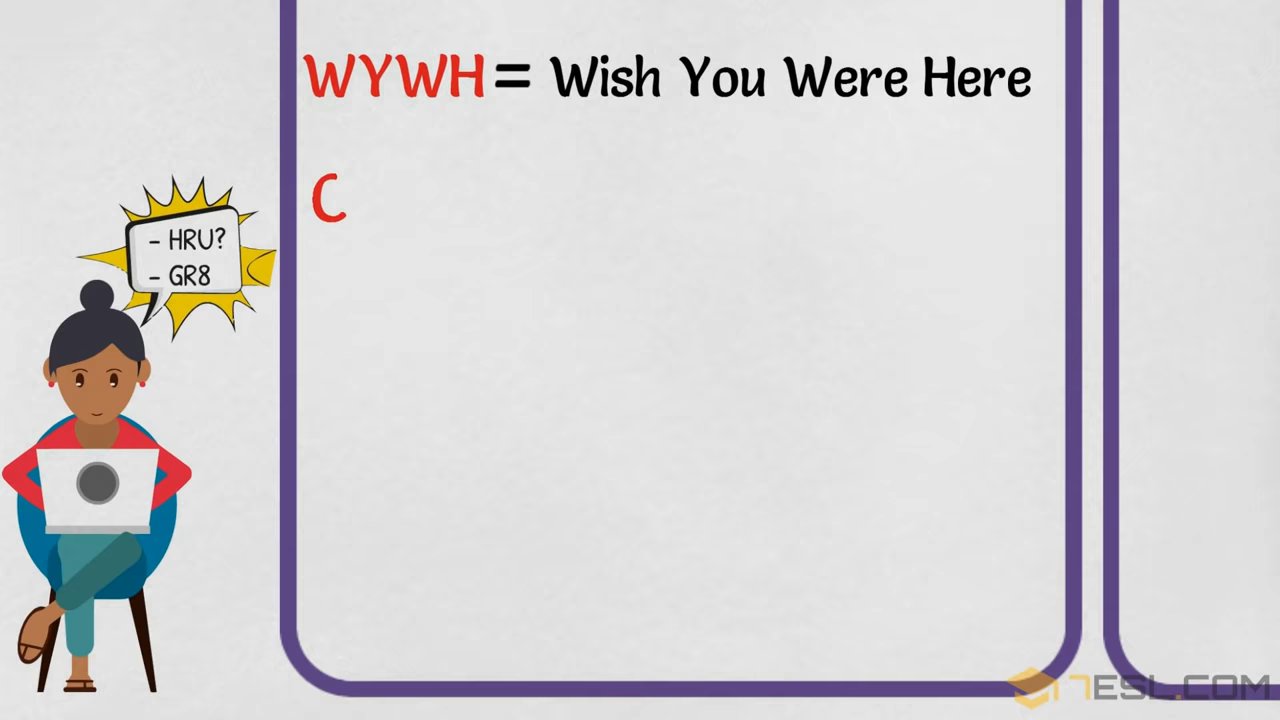 WYWH = Wish You Were Here
C
- HRU?
- GR8
7ESL.COM